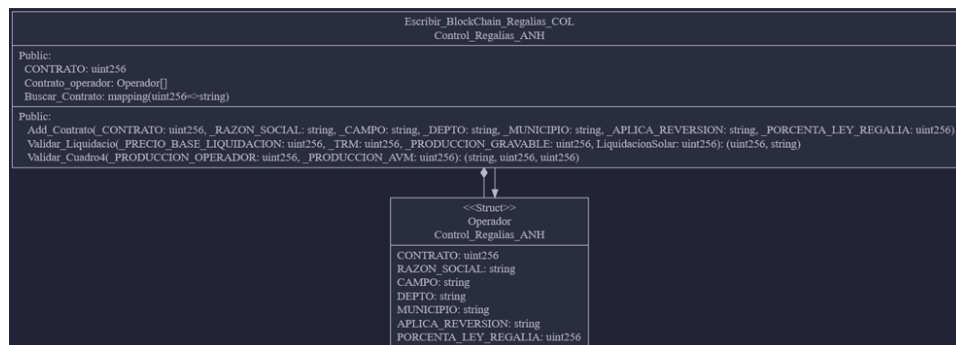 Escribir_BlockChain_Regalias_COL
Control_Regalias_ANH
Public:
CONTRATO: uint256
Contrato_operador: Operador[]
Buscar_Contrato: mapping(uint256=>string)
Public:
Add_Contrato(_CONTRATO: uint256, _RAZON_SOCIAL: string, _CAMPO: string, _DEPTO: string, _MUNICIPIO: string, _APLICA_REVERSION: string, _PORCENTA_LEY_REGALIA: uint256)
Validar_Liquidacio(_PRECIO_BASE_LIQUIDACION: uint256, _TRM: uint256, _PRODUCCION_GRAVABLE: uint256, LiquidacionSolar: uint256): (uint256, string)
Validar_Cuadro4(_PRODUCCION_OPERADOR: uint256, _PRODUCCION_AVM: uint256): (string, uint256, uint256)
<<Struct>>
Operador
Control_Regalias_ANH
CONTRATO: uint256
RAZON_SOCIAL: string
CAMPO: string
DEPTO: string
MUNICIPIO: string
APLICA_REVERSION: string
PORCENTA_LEY_REGALIA: uint256